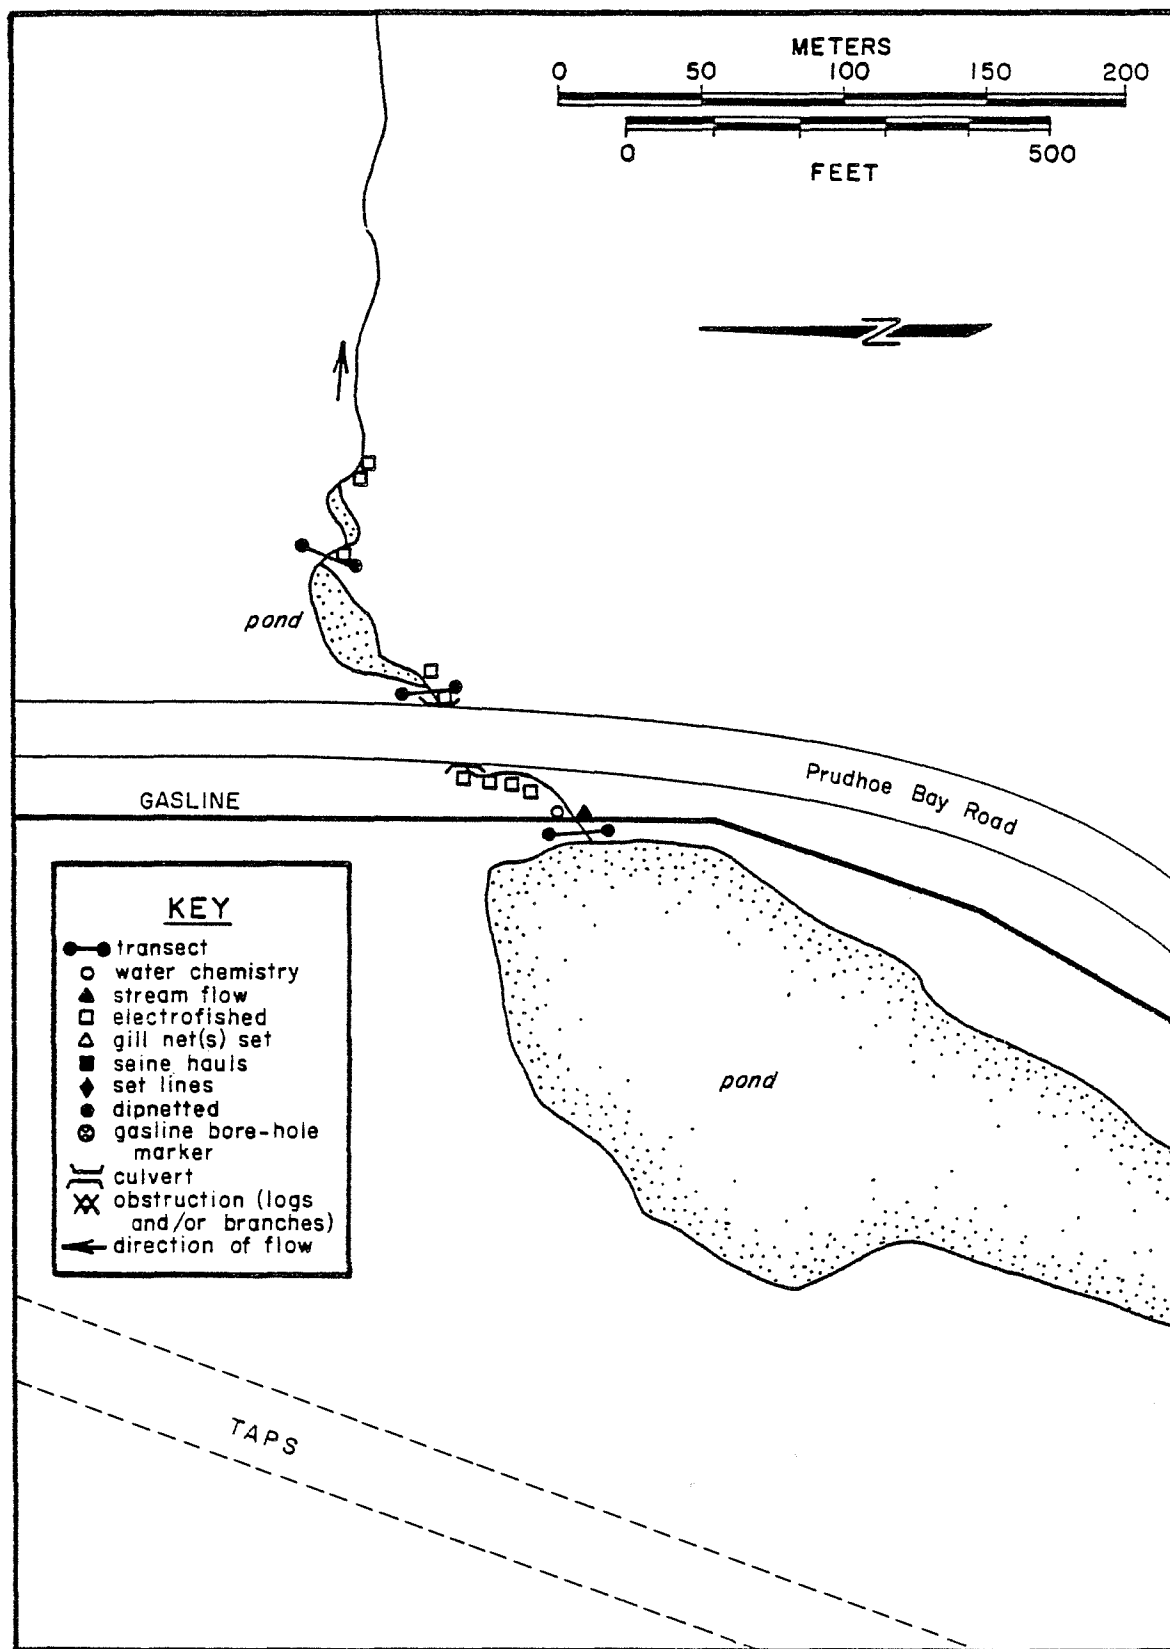 METERS
0 50 100 150 200
0 500
FEET
N
pond
Prudhoe Bay Road
GASLINE
KEY
transect
water chemistry
stream flow
electrofished
gill net(s) set
seine hauls
set lines
dipnetted
gasline bore-hole
marker
culvert
obstruction (logs
and/or branches)
direction of flow
pond
TAPS